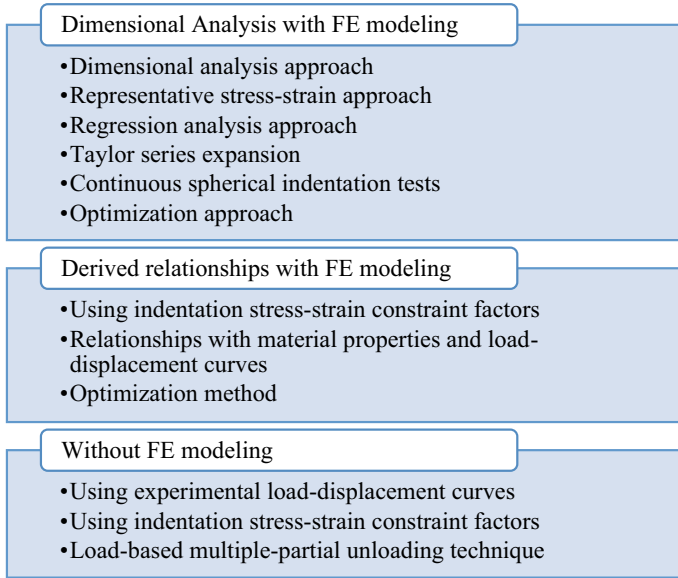 Dimensional Analysis with FE modeling
•Dimensional analysis approach
•Representative stress-strain approach
•Regression analysis approach
•Taylor series expansion
•Continuous spherical indentation tests
•Optimization approach
Derived relationships with FE modeling
•Using indentation stress-strain constraint factors
•Relationships with material properties and load-
displacement curves
•Optimization method
Without FE modeling
•Using experimental load-displacement curves
•Using indentation stress-strain constraint factors
•Load-based multiple-partial unloading technique